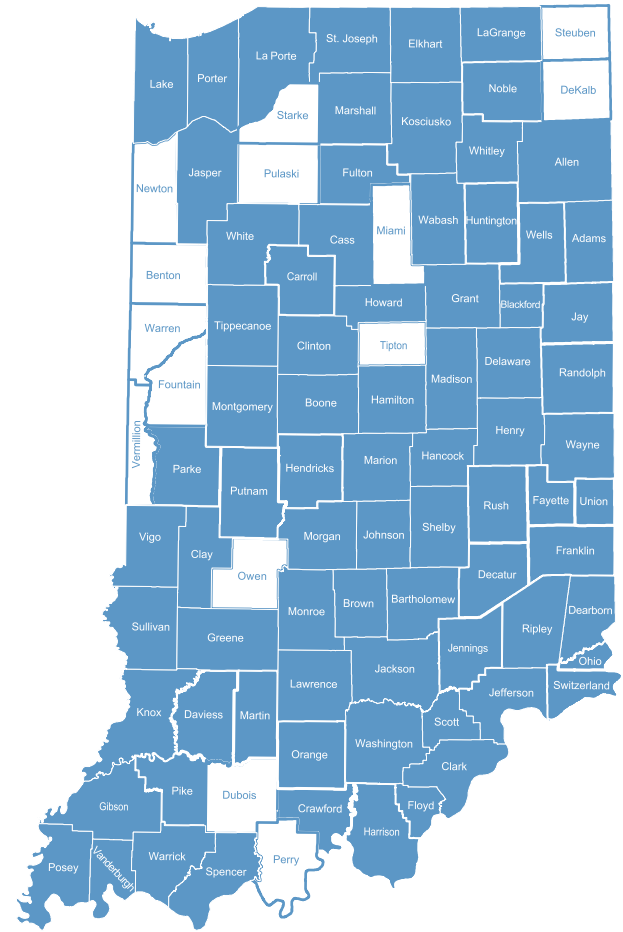 St. Joseph
LaGrange
Steuben
Elkhart
La Porte
Porter
Lake
Noble
DeKalb
Starke
Marshall
Kosciusko
Whitley
Allen
Jasper
Pulaski
Fulton
Newton
Miami
Wabash
Huntington
White
Cass
Wells
Adams
Benton
Carroll
Howard
Grant
Blackford
Jay
Warren
Tippecanoe
Clinton
Tipton
Delaware
Randolph
Fountain
Madison
Montgomery
Boone
Hamilton
Henry
Wayne
Vermillion
Parke
Hendricks
Marion
Hancock
Putnam
Rush
Fayette
Union
Vigo
Morgan
Johnson
Shelby
Clay
Franklin
Owen
Decatur
Monroe
Brown
Bartholomew
Dearborn
Sullivan
Greene
Ripley
Jennings
Ohio
Lawrence
Jackson
Switzerland
Jefferson
Knox
Daviess
Martin
Scott
Orange
Washington
Clark
Pike
Dubois
Gibson
Crawford
Floyd
Harrison
Warrick
Perry
Posey
Vanderburgh
Spencer